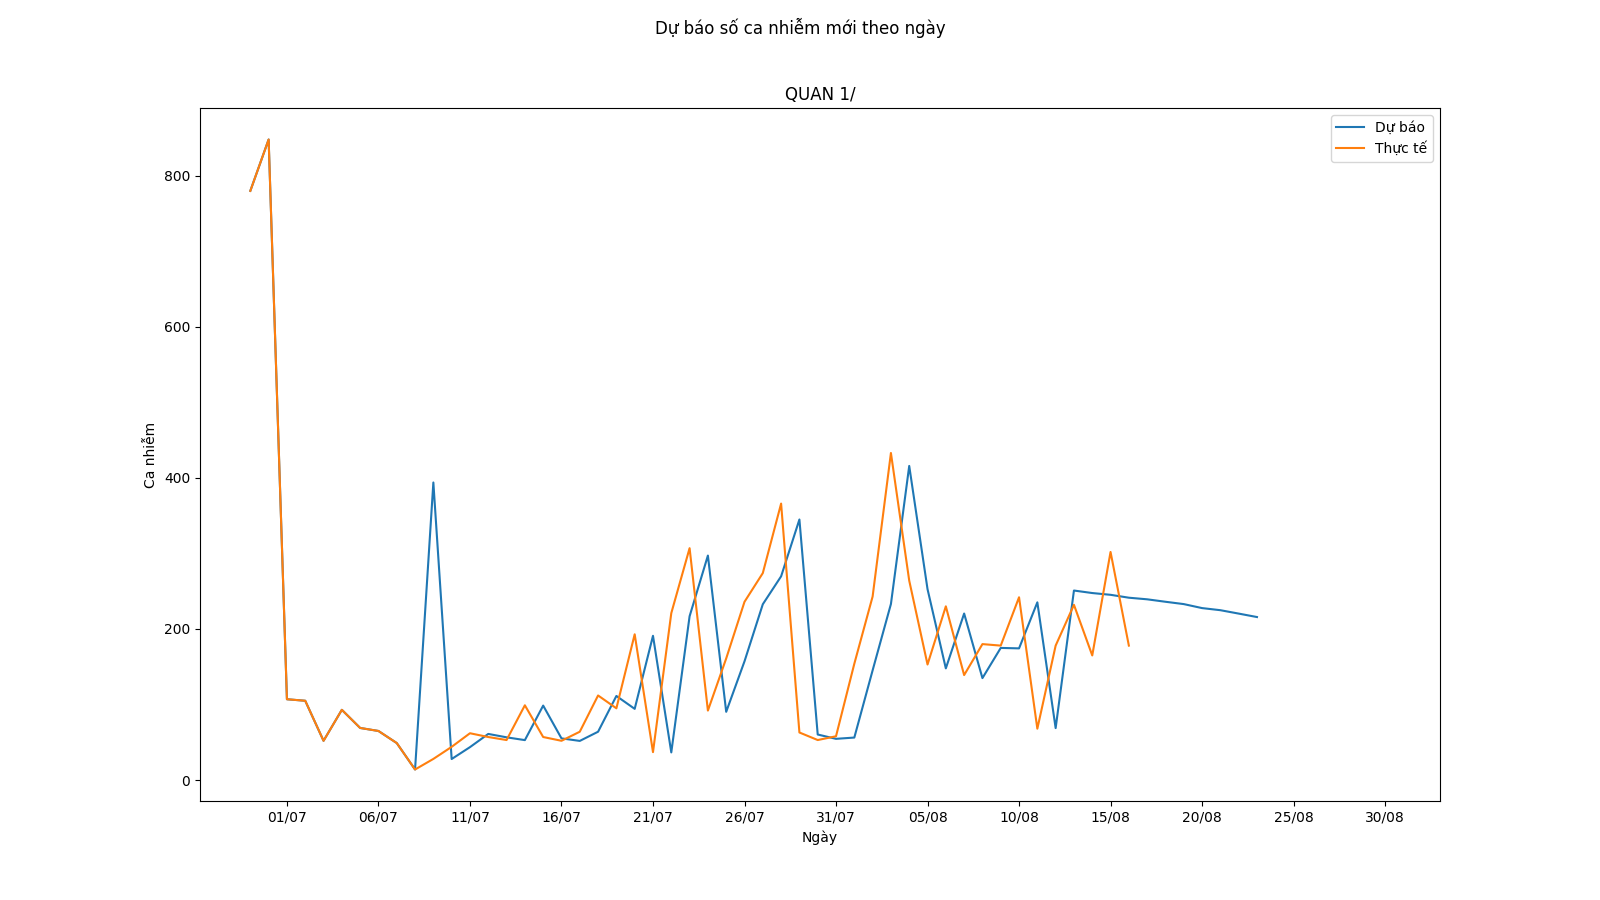 Dự báo số ca nhiễm mới theo ngày
QUAN 1/
Dự báo
Thực tế
800
600
400
200
0
Ca nhiễm
01/07 06/07 11/07 16/07 21/07 26/07 31/07 05/08 10/08 15/08 20/08 25/08 30/08
Ngày